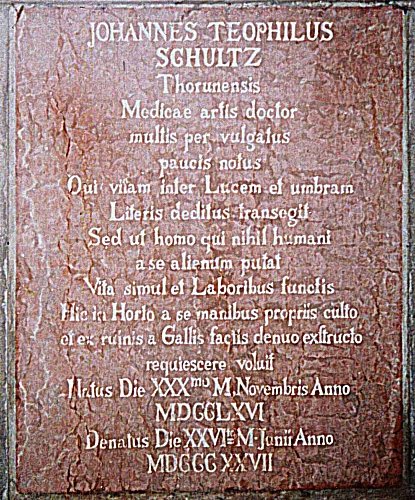 JOHANNES TEOPHILUS
SCHULTZ
Thorunensis
Medicae artis doctor
multis per vulgatus
paucis notus
Qui vitam inter Lucem et umbram
Literis deditus transegit
Sed ut homo qui nihil humani
a se alienum putat
Vita simul et Laboribus functis
Hic in Horto a se manibus propriis culto
et ex ruinis a Gallis factis denuo exstructo
requiescere voluit
Natus Die XXXmo M. Novembris Anno
MDCCLXVI
Denatus Die XXVIte M. Junii Anno
MDCCCXXVII